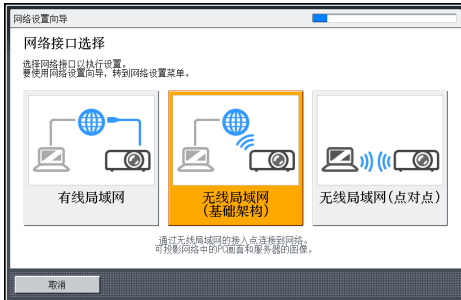 网络设置向导
网络接口选择
选择网络接口以执行设置。
要使用网络设置向导，转到网络设置菜单。
有线局域网
无线局域网
(基础架构)
无线局域网(点对点)
通过无线局域网的接入点连接到网络。
可投影网络中的PC画面和服务器的图像。
取消